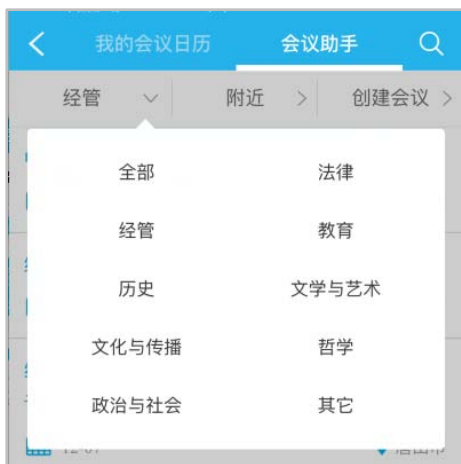 我的会议日历 会议助手
经管 附近 创建会议
全部 法律
经管 教育
历史 文学与艺术
文化与传播 哲学
政治与社会 其它